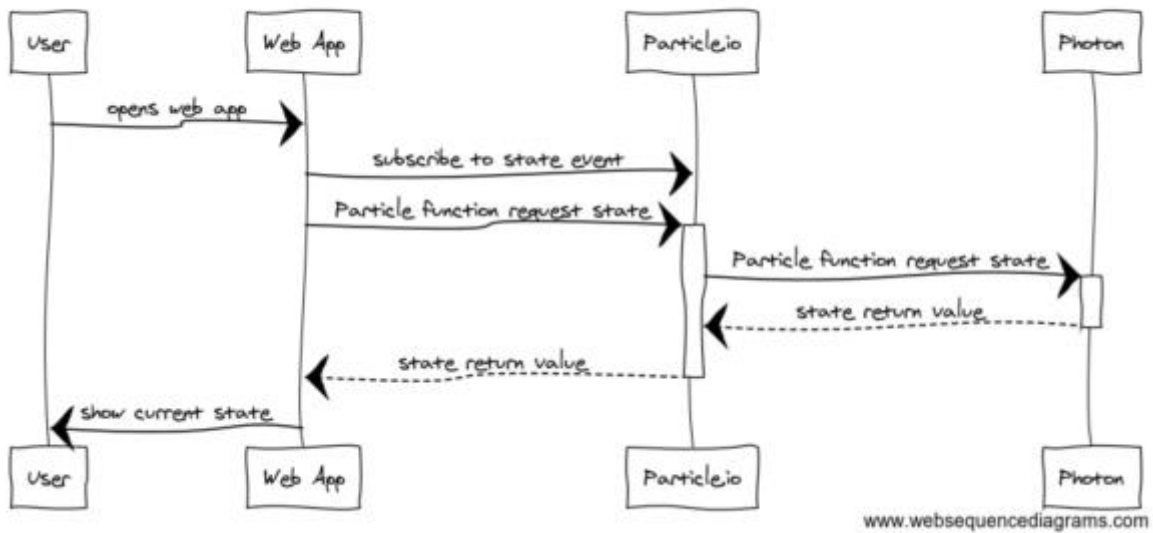 User
Web App
Particle.io
Photon
opens web app
subscribe to state event
Particle function request state
Particle function request state
state return value
state return value
show current state
User
Web App
Particle.io
Photon
www.websequencediagrams.com